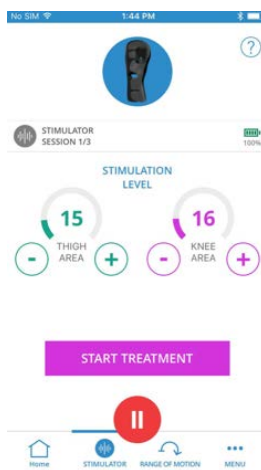 No SIM 1:44 PM
?
STIMULATOR
SESSION 1/3
100%
STIMULATION
LEVEL
15 16
THIGH KNEE
AREA AREA
- + - +
START TREATMENT
Home STIMULATOR RANGE OF MOTION MENU